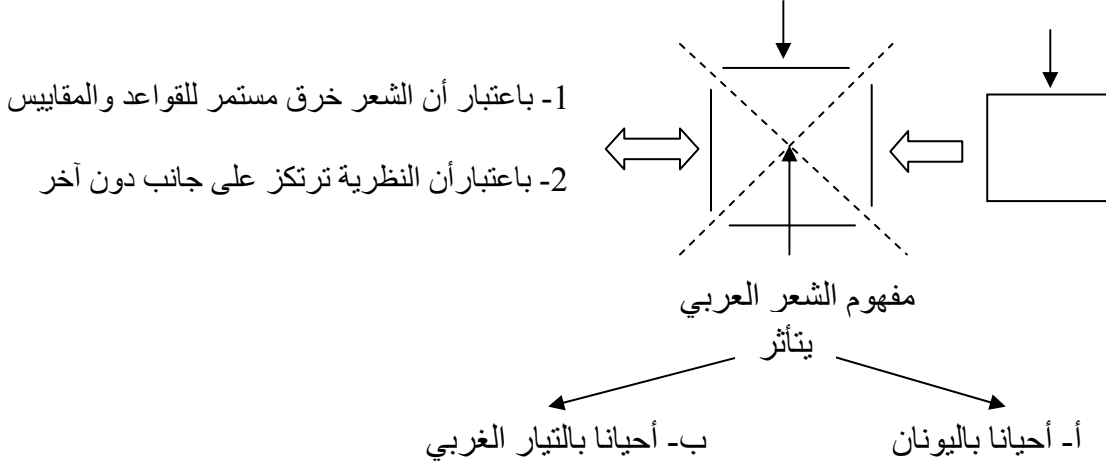 1- باعتبار أن الشعر خرق مستمر للقواعد والمقاييس
2- باعتبارأن النظرية ترتكز على جانب دون آخر
مفهوم الشعر العربي
يتأثر
أ- أحيانا باليونان
ب- أحيانا بالتيار الغربي